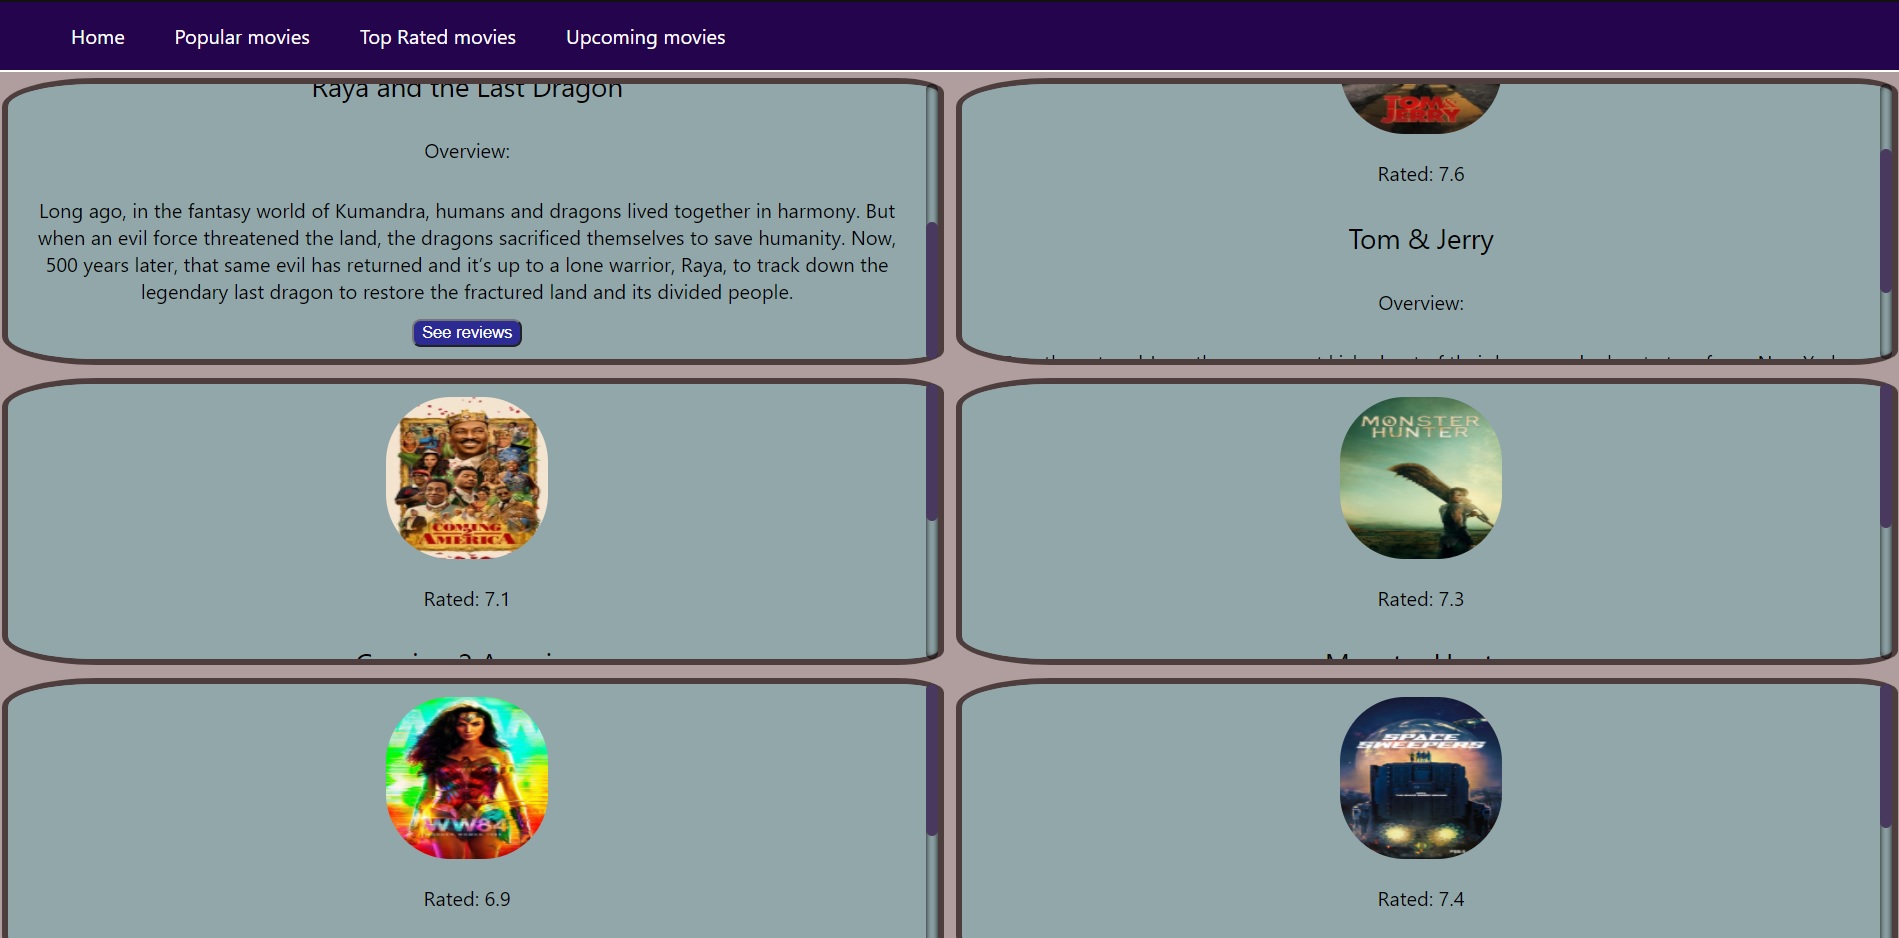 Home Popular movies Top Rated movies Upcoming movies
Raya and the Last Dragon
Overview:
Long ago, in the fantasy world of Kumandra, humans and dragons lived together in harmony. But
when an evil force threatened the land, the dragons sacrificed themselves to save humanity. Now,
500 years later, that same evil has returned and it’s up to a lone warrior, Raya, to track down the
legendary last dragon to restore the fractured land and its divided people.
See reviews
TOM &
JERRY
Rated: 7.6
Tom & Jerry
Overview:
COMING
2
AMERICA
Rated: 7.1
MONSTER
HUNTER
Rated: 7.3
WW84
Rated: 6.9
SPACE
SWEEPERS
Rated: 7.4